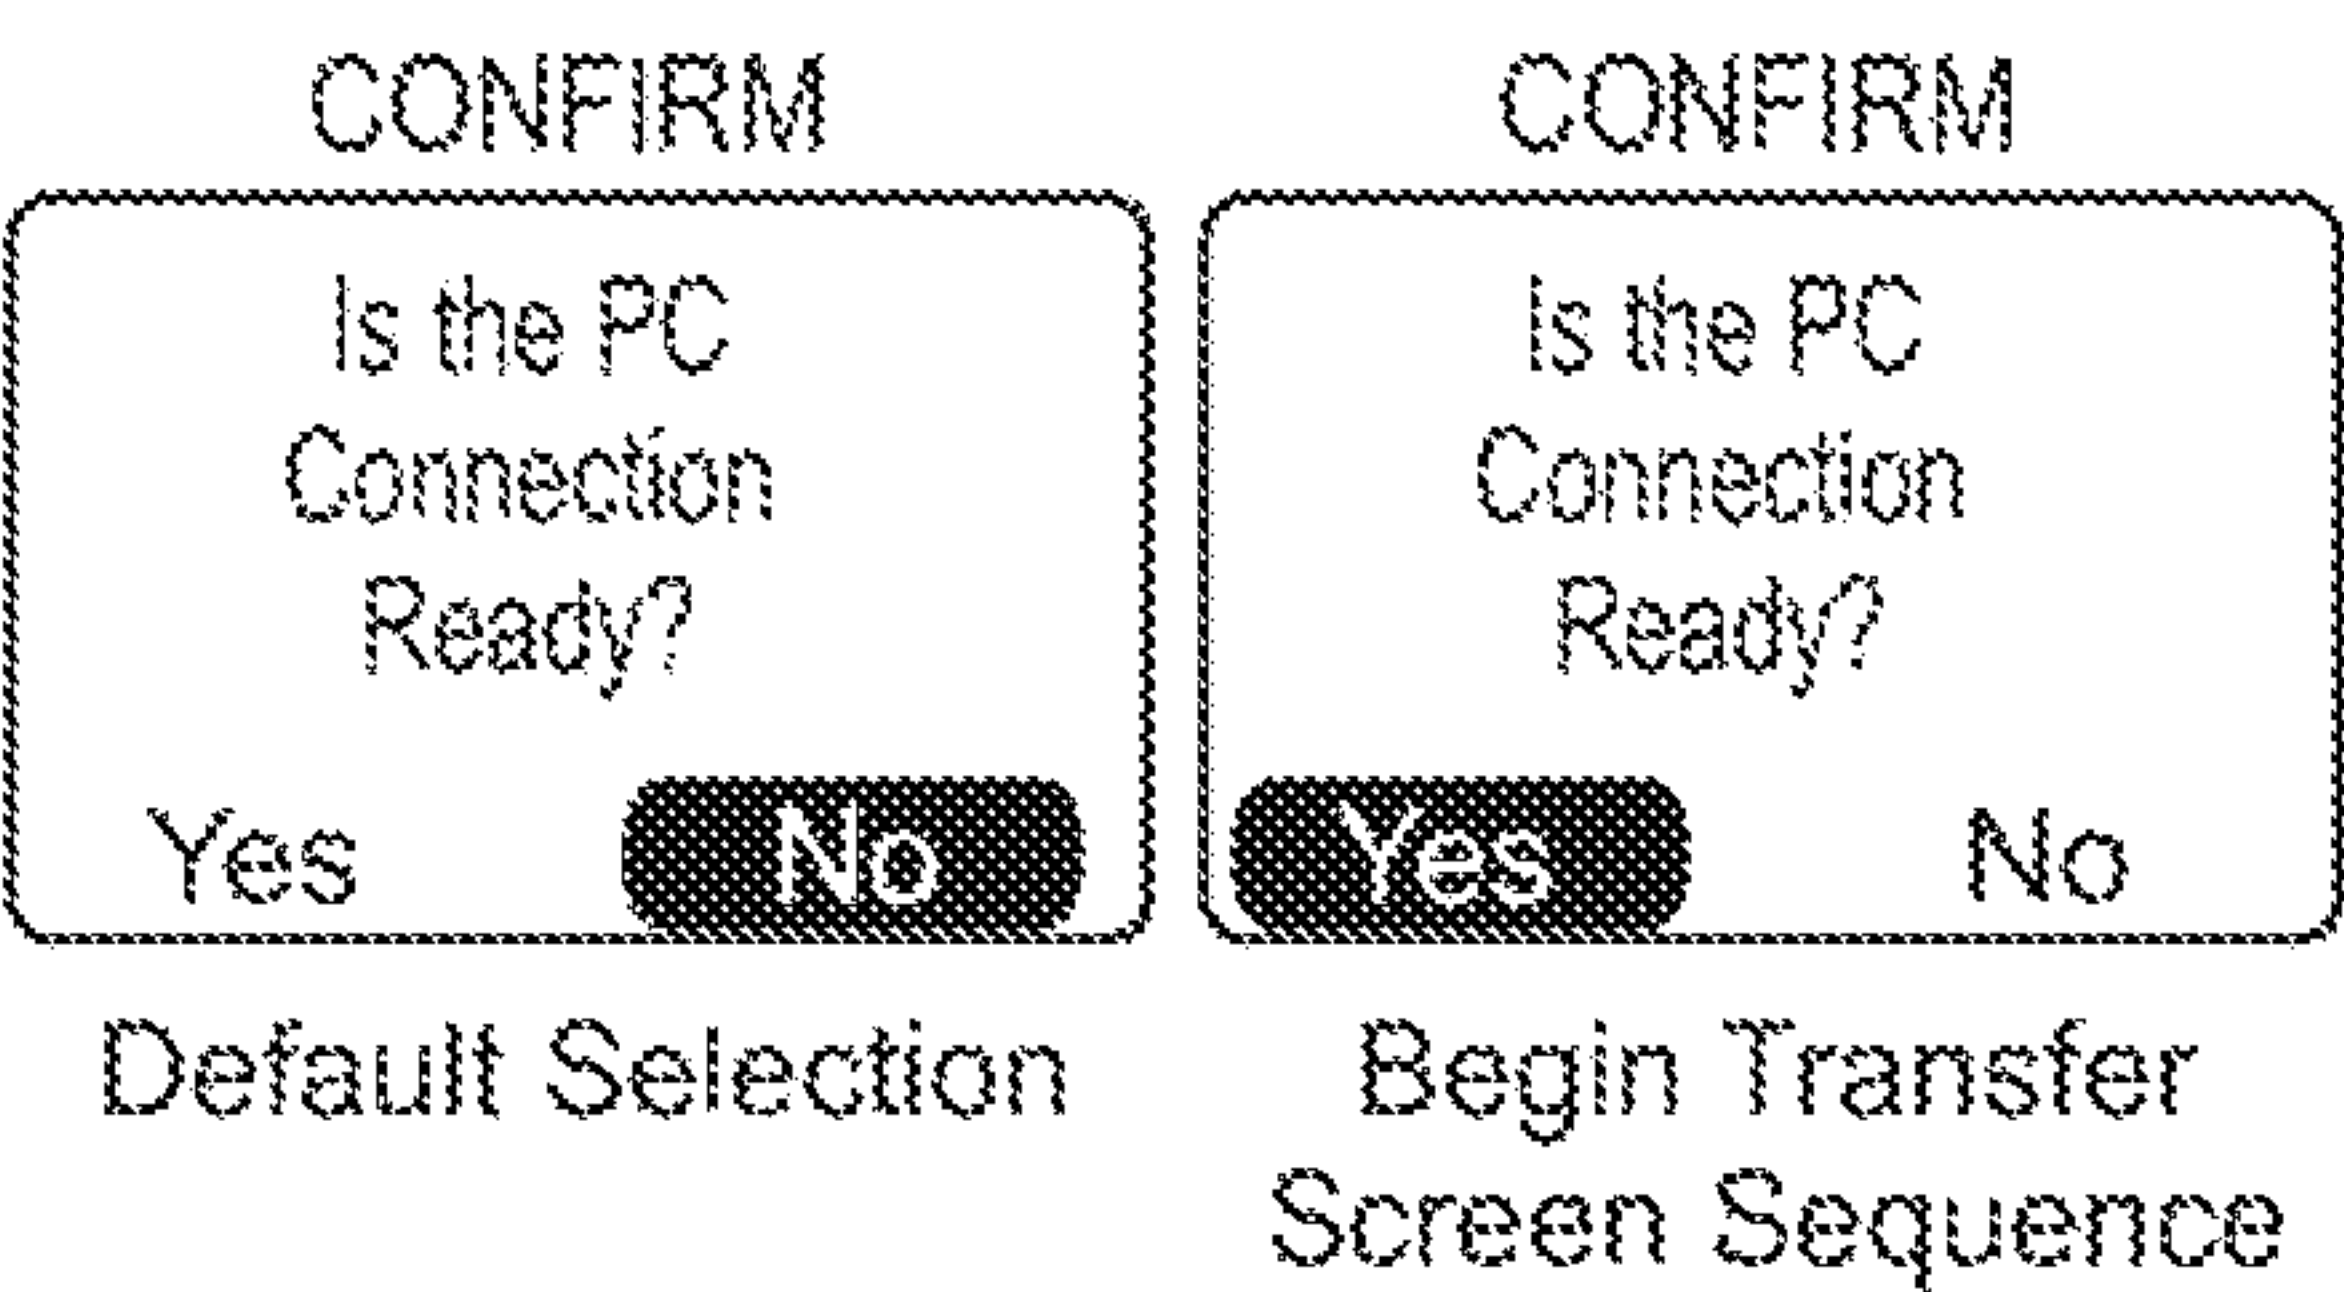 CONFIRM
Is the PC
Connection
Ready?
Yes No
Default Selection
CONFIRM
Is the PC
Connection
Ready?
Yes No
Begin Transfer
Screen Sequence